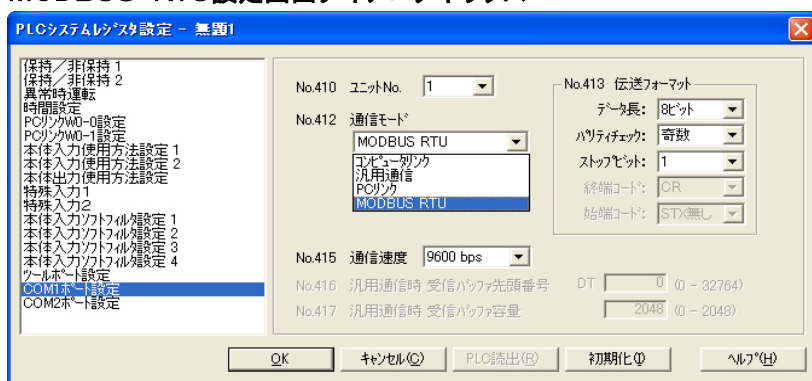 PLCシステムレジスタ設定 - 無題1
保持/非保持 1
保持/非保持 2
異常時運転
時間設定
PCリンクW0-0設定
PCリンクW0-1設定
本体入力使用方法設定 1
本体入力使用方法設定 2
本体出力使用方法設定
特殊入力1
特殊入力2
本体入力ソフトフィルタ設定 1
本体入力ソフトフィルタ設定 2
本体入力ソフトフィルタ設定 3
本体入力ソフトフィルタ設定 4
ツールポート設定
COM1ポート設定
COM2ポート設定
No.410 ユニットNo. 1
No.412 通信モード
MODBUS RTU
コンピュータリンク
汎用通信
PCリンク
MODBUS RTU
No.413 伝送フォーマット
データ長: 8ビット
パリティチェック: 奇数
ストップビット: 1
終端コード: CR
始端コード: STX無し
No.415 通信速度 9600 bps
No.416 汎用通信時 受信バッファ先頭番号 DT 0 (0 - 32764)
No.417 汎用通信時 受信バッファ容量 2048 (0 - 2048)
OK
キャンセル(C)
PLC読出(R)
初期化(I)
ヘルプ(H)